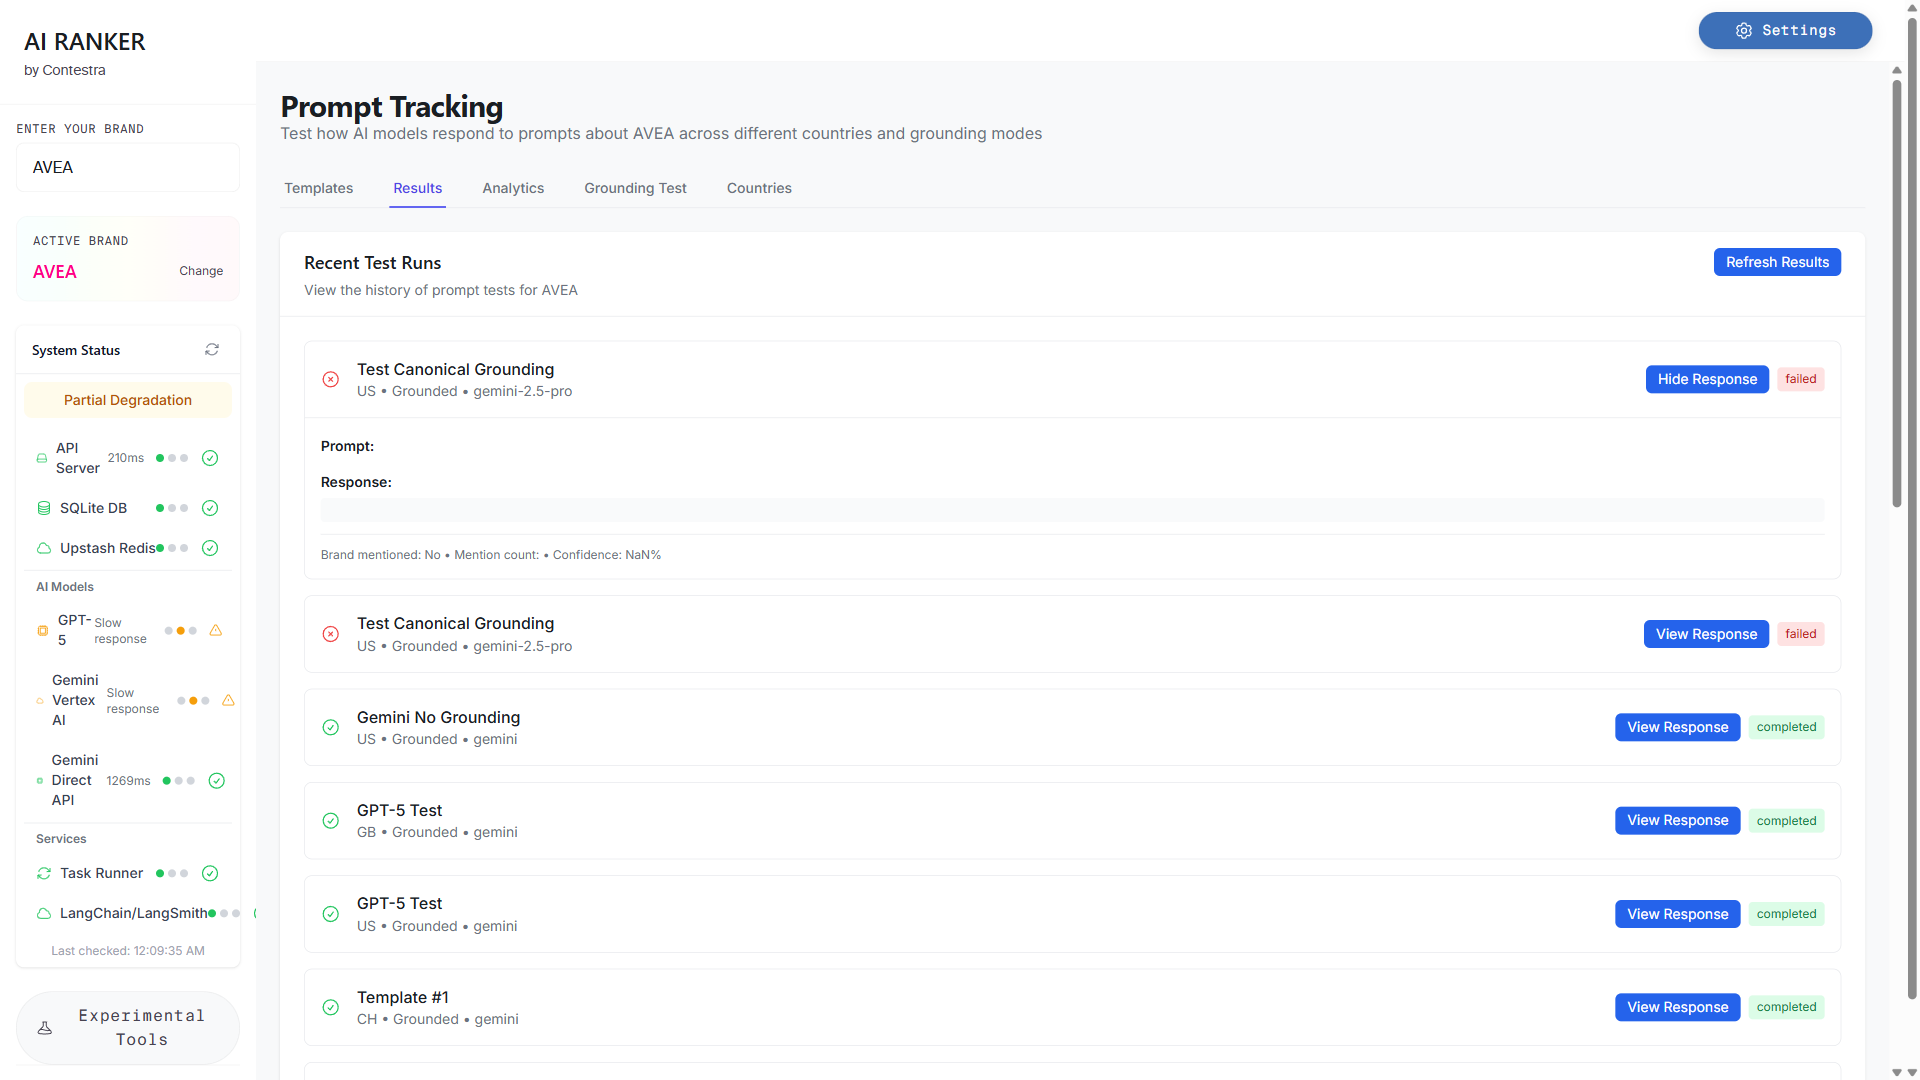 AI RANKER
by Contestra
Settings
ENTER YOUR BRAND
AVEA
ACTIVE BRAND
AVEA
Change
System Status
Partial Degradation
API Server
210ms
SQLite DB
Upstash Redis
AI Models
GPT-5
Slow response
Gemini Vertex AI
Slow response
Gemini Direct API
1269ms
Services
Task Runner
LangChain/LangSmith
Last checked: 12:09:35 AM
Experimental Tools
Prompt Tracking
Test how AI models respond to prompts about AVEA across different countries and grounding modes
Templates
Results
Analytics
Grounding Test
Countries
Recent Test Runs
View the history of prompt tests for AVEA
Refresh Results
Test Canonical Grounding
US • Grounded • gemini-2.5-pro
Hide Response
failed
Prompt:
Response:
Brand mentioned: No • Mention count: • Confidence: NaN%
Test Canonical Grounding
US • Grounded • gemini-2.5-pro
View Response
failed
Gemini No Grounding
US • Grounded • gemini
View Response
completed
GPT-5 Test
GB • Grounded • gemini
View Response
completed
GPT-5 Test
US • Grounded • gemini
View Response
completed
Template #1
CH • Grounded • gemini
View Response
completed